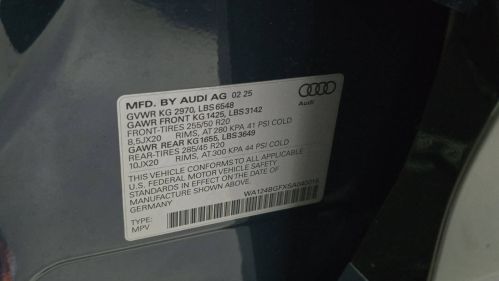 MFD. BY AUDI AG 02 25
GVWR KG 2970, LBS 6548
GAWR FRONT KG 1425, LBS 3142
FRONT-TIRES 255/50 R20
8,5JX20 RIMS, AT 280 KPA 41 PSI COLD
GAWR REAR KG 1655, LBS 3649
REAR-TIRES 285/45 R20
10JX20 RIMS, AT 300 KPA 44 PSI COLD
THIS VEHICLE CONFORMS TO ALL APPLICABLE
U.S. FEDERAL MOTOR VEHICLE SAFETY
STANDARDS IN EFFECT ON THE DATE OF
MANUFACTURE SHOWN ABOVE
GERMANY
TYPE:
MPV
Audi